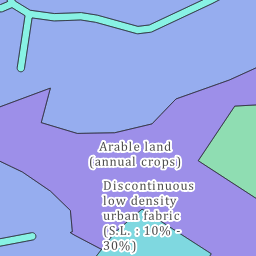 Arable land
(annual crops)
Discontinuous
low density
urban fabric
(S.L. : 10% -
30%)